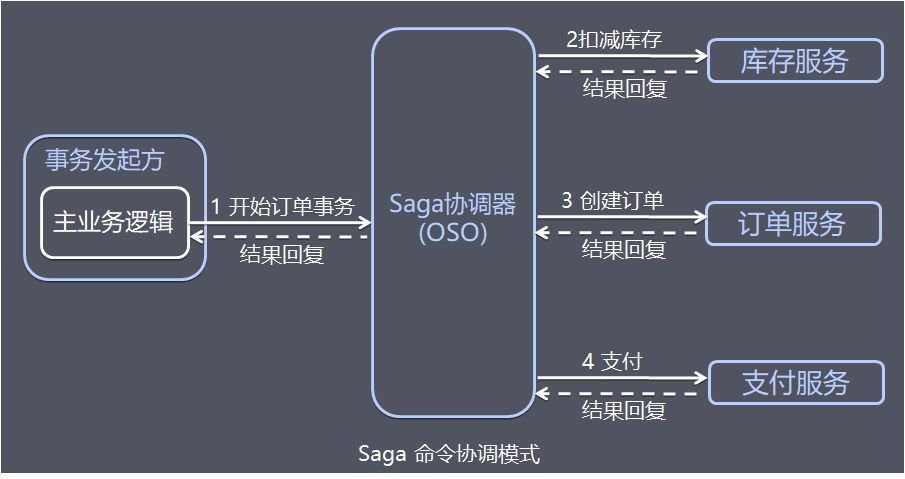 事务发起方
主业务逻辑
1 开始订单事务
结果回复
Saga协调器
(OSO)
2扣减库存
结果回复
库存服务
3 创建订单
结果回复
订单服务
4 支付
结果回复
支付服务
Saga 命令协调模式